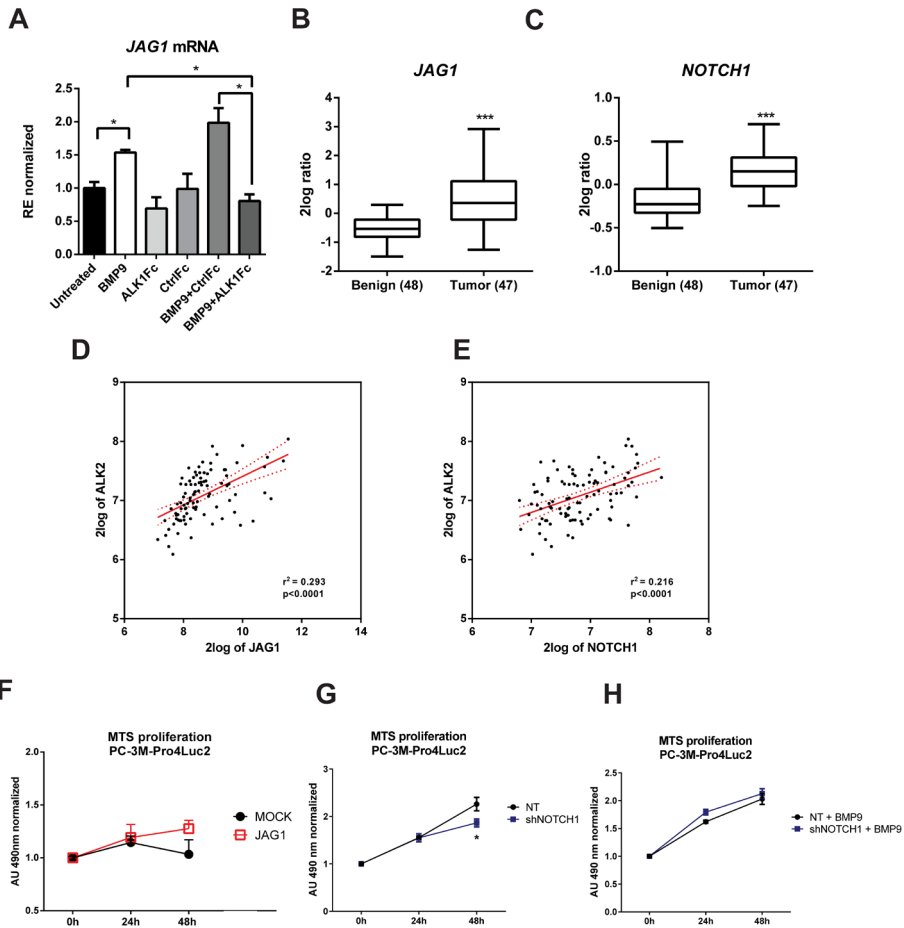 A
JAG1 mRNA
RE normalized
2.5
2.0
1.5
1.0
0.5
0.0
*
*
*
Untreated
BMP9
ALK1Fc
CtrlFc
BMP9+CtrlFc
BMP9+ALK1Fc
B
JAG1
2log ratio
4
3
2
1
0
-1
-2
***
Benign (48)
Tumor (47)
C
NOTCH1
2log ratio
1.0
0.5
0.0
-0.5
-1.0
***
Benign (48)
Tumor (47)
D
2log of ALK2
9
8
7
6
5
r² = 0.293
p<0.0001
6
8
10
12
14
2log of JAG1
E
2log of ALK2
9
8
7
6
5
r² = 0.216
p<0.0001
6
7
7
8
8
2log of NOTCH1
F
MTS proliferation
PC-3M-Pro4Luc2
AU 490nm normalized
2.0
1.5
1.0
0.5
MOCK
JAG1
0h
24h
48h
G
MTS proliferation
PC-3M-Pro4Luc2
AU 490 nm normalized
3
2
1
0
NT
shNOTCH1
*
0h
24h
48h
H
MTS proliferation
PC-3M-Pro4Luc2
AU 490 nm normalized
2.5
2.0
1.5
1.0
0.5
0.0
NT + BMP9
shNOTCH1 + BMP9
0h
24h
48h